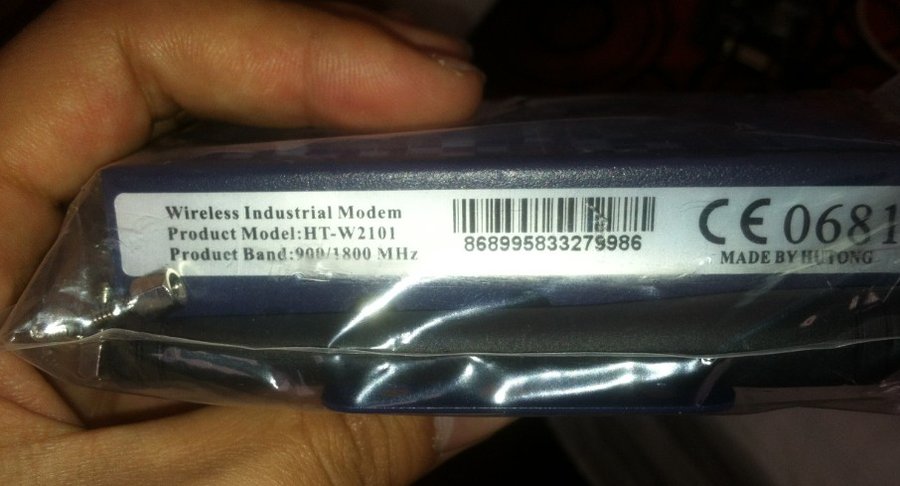 Wireless Industrial Modem
Product Model:HT-W2101
Product Band:900/1800 MHz
868995833279986
CE 0681
MADE BY HUTONG